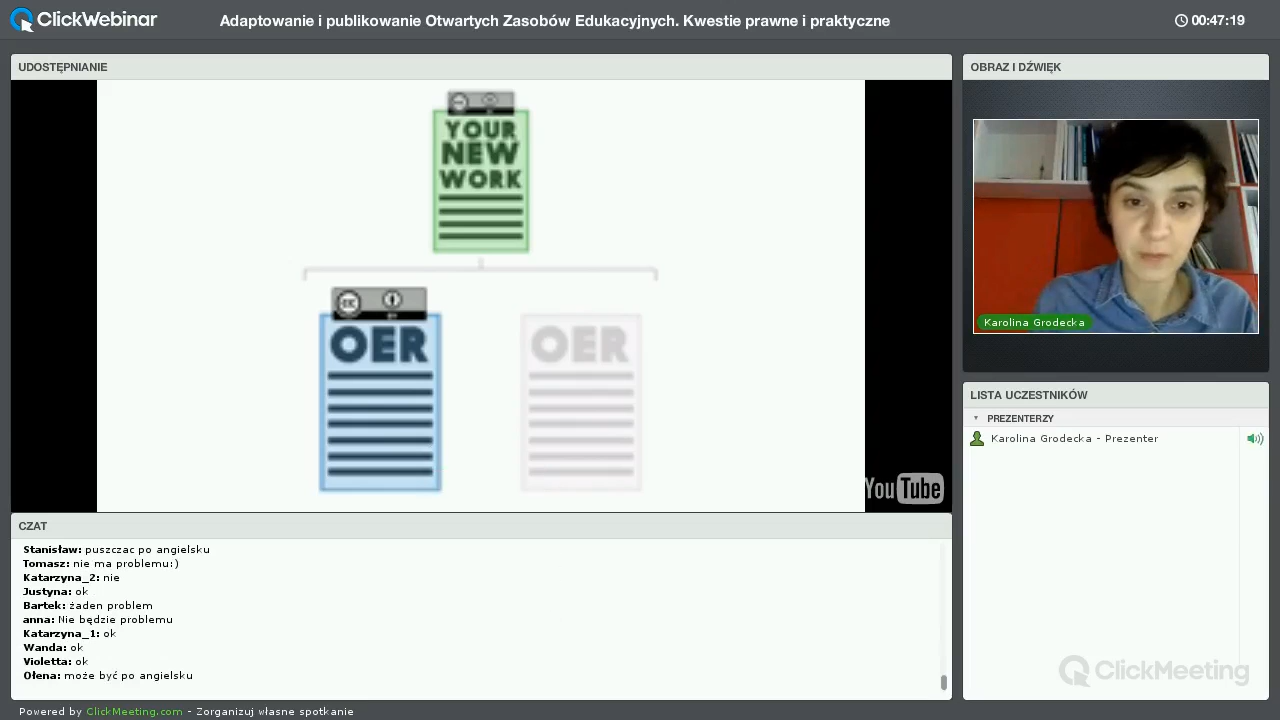 ClickWebinar
Adaptowanie i publikowanie Otwartych Zasobów Edukacyjnych. Kwestie prawne i praktyczne
00:47:19
UDOSTĘPNIANIE
YOUR
NEW
WORK
OER
OER
YouTube
OBRAZ I DŹWIĘK
Karolina Grodecka
LISTA UCZESTNIKÓW
PREZENTERZY
Karolina Grodecka - Prezenter
ClickMeeting
CZAT
Stanisław: puszczac po angielsku
Tomasz: nie ma problemu:)
Katarzyna_2: nie
Justyna: ok
Bartek: żaden problem
anna: Nie będzie problemu
Katarzyna_1: ok
Wanda: ok
Violetta: ok
Ołena: może być po angielsku
Powered by ClickMeeting.com - Zorganizuj własne spotkanie